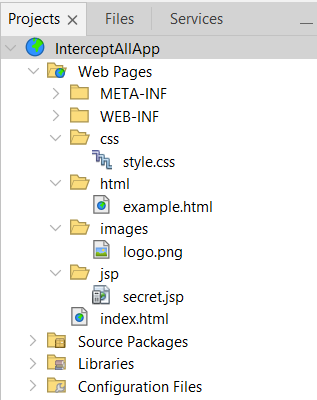 Projects Files Services
InterceptAllApp
Web Pages
META-INF
WEB-INF
css
style.css
html
example.html
images
logo.png
jsp
secret.jsp
index.html
Source Packages
Libraries
Configuration Files